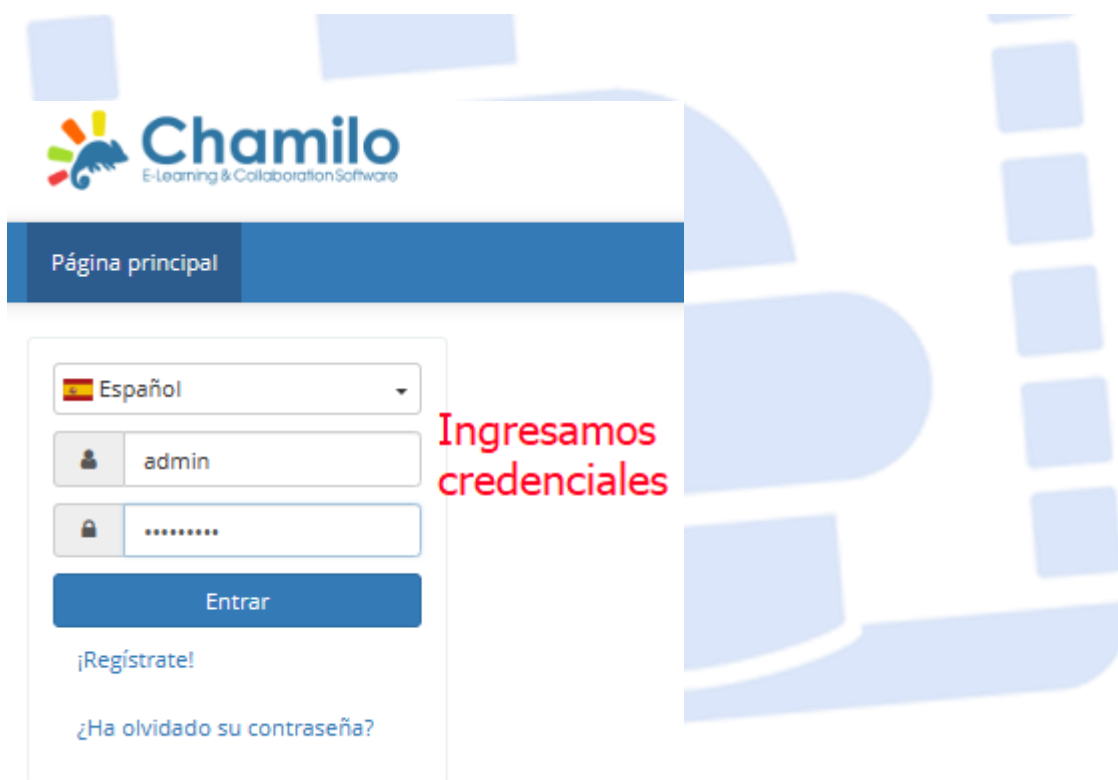 Chamilo
E-Learning & Collaboration Software
Página principal
Español
admin
Ingresamos
credenciales
•••••••••
Entrar
¡Regístrate!
¿Ha olvidado su contraseña?